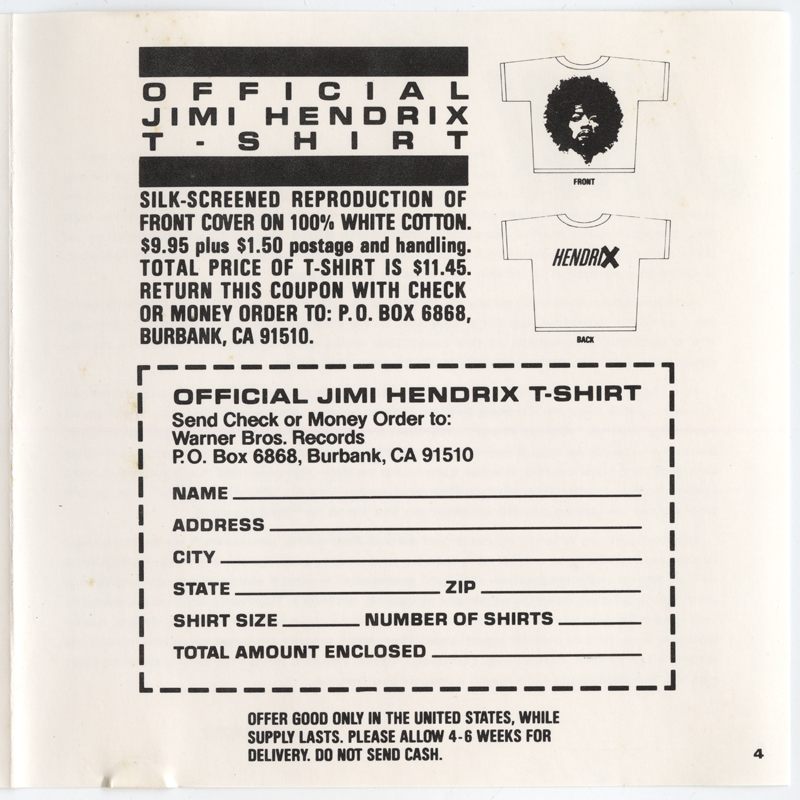 OFFICIAL
JIMI HENDRIX
T-SHIRT
SILK-SCREENED REPRODUCTION OF
FRONT COVER ON 100% WHITE COTTON.
$9.95 plus $1.50 postage and handling.
TOTAL PRICE OF T-SHIRT IS $11.45.
RETURN THIS COUPON WITH CHECK
OR MONEY ORDER TO: P.O. BOX 6868,
BURBANK, CA 91510.
FRONT
HENDRIX
BACK
OFFICIAL JIMI HENDRIX T-SHIRT
Send Check or Money Order to:
Warner Bros. Records
P.O. Box 6868, Burbank, CA 91510
NAME
ADDRESS
CITY
STATE ZIP
SHIRT SIZE NUMBER OF SHIRTS
TOTAL AMOUNT ENCLOSED
OFFER GOOD ONLY IN THE UNITED STATES, WHILE
SUPPLY LASTS. PLEASE ALLOW 4-6 WEEKS FOR
DELIVERY. DO NOT SEND CASH.
4